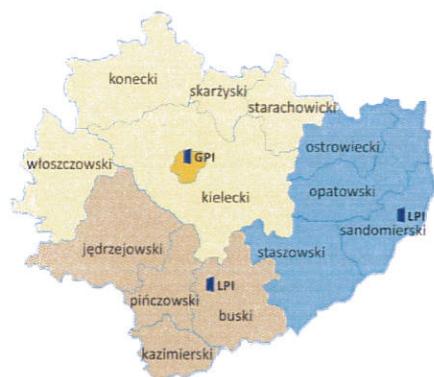 konecki
skarżyski
starachowicki
włoszczowski
GPI
ostrowiecki
opatowski
kielecki
LPI
sandomierski
jędrzejowski
staszowski
LPI
pińczowski
buski
kazimierski